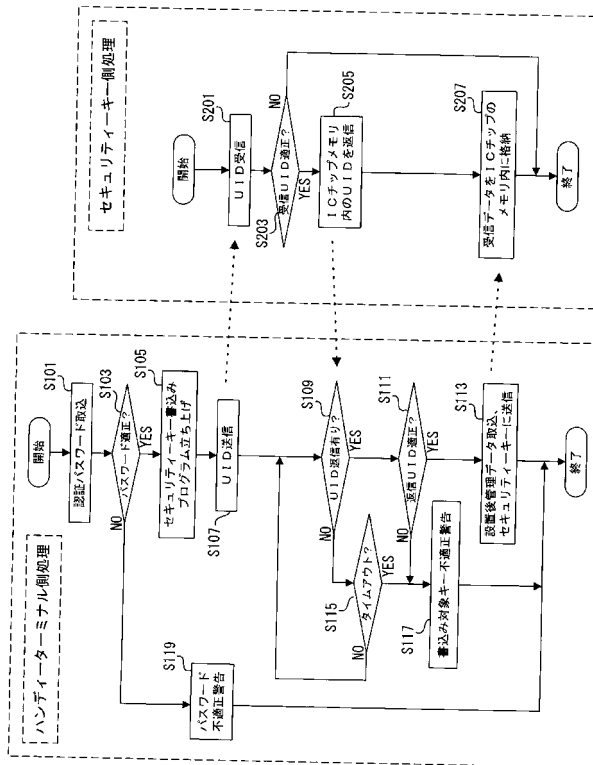 ハンディーターミナル側処理
開始
S101
認証パスワード取込
S103
パスワード適正？
YES
NO
S105
セキュリティーキー書込み
プログラム立ち上げ
S107
UID送信
S109
UID返信有り？
YES
NO
S111
返信UID適正？
YES
NO
S113
設置後管理データ取込、
セキュリティーキーに送信
終了
S115
タイムアウト？
YES
NO
S117
書込み対象キー不適正警告
S119
パスワード
不適正警告
セキュリティーキー側処理
開始
S201
UID受信
S203
受信UID適正？
YES
NO
S205
ICチップメモリ
内のUIDを返信
S207
受信データをICチップの
メモリ内に格納
終了